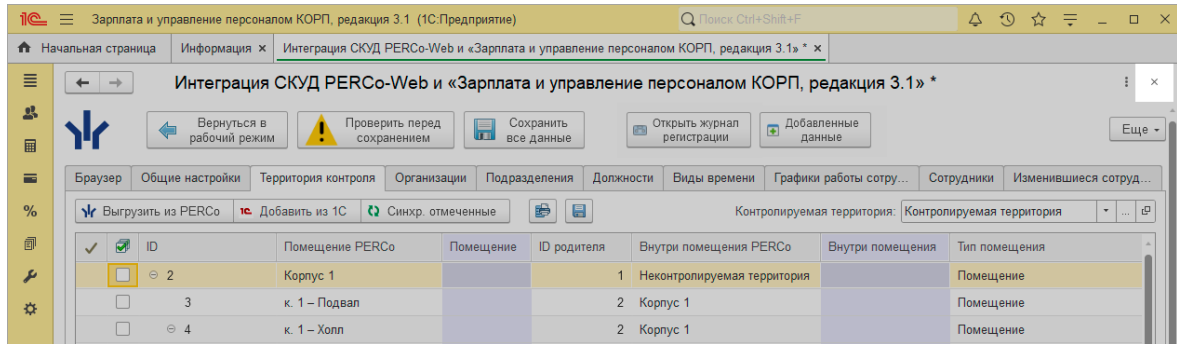 1С Зарплата и управление персоналом КОРП, редакция 3.1 (1С:Предприятие) Поиск Ctrl+Shift+F
Начальная страница Информация × Интеграция СКУД PERCo-Web и «Зарплата и управление персоналом КОРП, редакция 3.1» * ×
Интеграция СКУД PERCo-Web и «Зарплата и управление персоналом КОРП, редакция 3.1» *
Вернуться в Проверить перед Сохранить Открыть журнал Добавленные Еще
рабочий режим сохранением все данные регистрации данные
Браузер Общие настройки Территория контроля Организации Подразделения Должности Виды времени Графики работы сотру... Сотрудники Изменившиеся сотруд...
Выгрузить из PERCo 1С Добавить из 1С Синхр. отмеченные Контролируемая территория: Контролируемая территория ...
ID Помещение PERCo Помещение ID родителя Внутри помещения PERCo Внутри помещения Тип помещения
2 Корпус 1 1 Неконтролируемая территория Помещение
3 к. 1 – Подвал 2 Корпус 1 Помещение
4 к. 1 – Холл 2 Корпус 1 Помещение